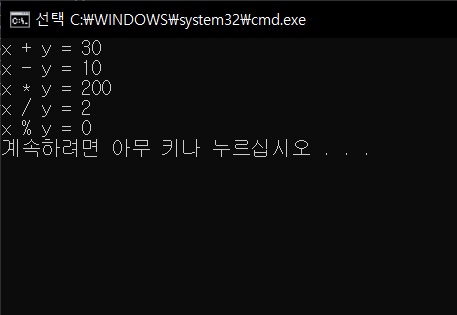 선택 C:₩WINDOWS₩system32₩cmd.exe
x + y = 30
x - y = 10
x * y = 200
x / y = 2
x % y = 0
계속하려면 아무 키나 누르십시오 . . .